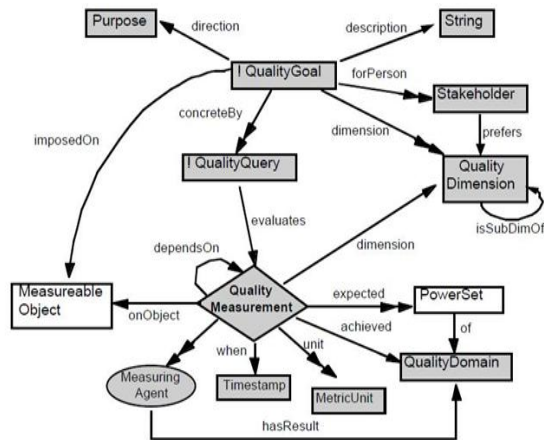 Purpose
direction
description
String
! QualityGoal
forPerson
Stakeholder
concreteBy
imposedOn
dimension
prefers
! QualityQuery
Quality
Dimension
evaluates
isSubDimOf
dependsOn
dimension
Measureable
Object
onObject
Quality
Measurement
expected
PowerSet
achieved
of
when
unit
QualityDomain
Measuring
Agent
Timestamp
MetricUnit
hasResult